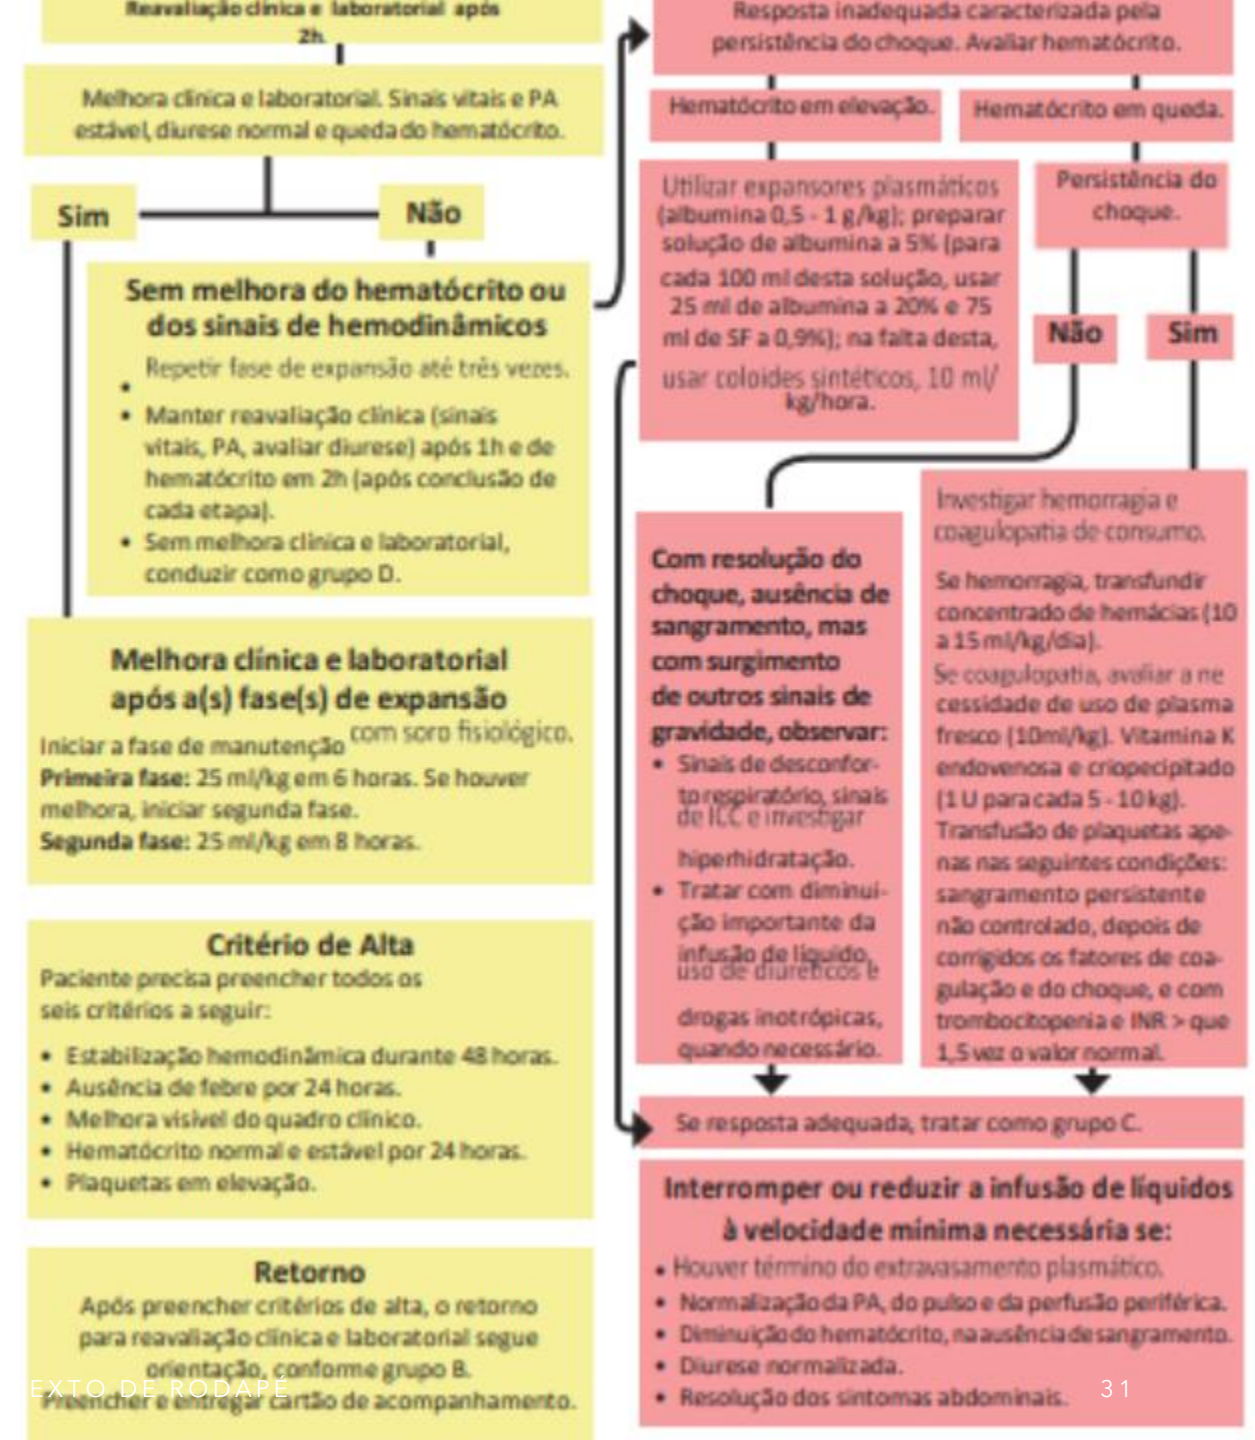 Reavaliação clínica e laboratorial após
2h.
Melhora clínica e laboratorial. Sinais vitais e PA
estável, diurese normal e queda do hematócrito.
Sim
Não
Sem melhora do hematócrito ou
dos sinais de hemodinâmicos
Repetir fase de expansão até três vezes.
•
• Manter reavaliação clínica (sinais
vitais, PA, avaliar diurese) após 1h e de
hematócrito em 2h (após conclusão de
cada etapa).
• Sem melhora clínica e laboratorial,
conduzir como grupo D.
Melhora clínica e laboratorial
após a(s) fase(s) de expansão
Iniciar a fase de manutenção com soro fisiológico.
Primeira fase: 25 ml/kg em 6 horas. Se houver
melhora, iniciar segunda fase.
Segunda fase: 25 ml/kg em 8 horas.
Critério de Alta
Paciente precisa preencher todos os
seis critérios a seguir:
• Estabilização hemodinâmica durante 48 horas.
• Ausência de febre por 24 horas.
• Melhora visível do quadro clínico.
• Hematócrito normal e estável por 24 horas.
• Plaquetas em elevação.
Retorno
Após preencher critérios de alta, o retorno
para reavaliação clínica e laboratorial segue
orientação, conforme grupo B.
Preencher e entregar cartão de acompanhamento.
EXTO DE RODAPÉ
Resposta inadequada caracterizada pela
persistência do choque. Avaliar hematócrito.
Hematócrito em elevação.
Hematócrito em queda.
Utilizar expansores plasmáticos
(albumina 0,5 - 1 g/kg); preparar
solução de albumina a 5% (para
cada 100 ml desta solução, usar
25 ml de albumina a 20% e 75
ml de SF a 0,9%); na falta desta,
usar coloides sintéticos, 10 ml/
kg/hora.
Persistência do
choque.
Não
Sim
Com resolução do
choque, ausência de
sangramento, mas
com surgimento
de outros sinais de
gravidade, observar:
• Sinais de desconfor-
to respiratório, sinais
de ICC e investigar
hiperhidratação.
• Tratar com diminui-
ção importante da
infusão de líquido,
uso de diuréticos e
drogas inotrópicas,
quando necessário.
Investigar hemorragia e
coagulopatia de consumo.
Se hemorragia, transfundir
concentrado de hemácias (10
a 15 ml/kg/dia).
Se coagulopatia, avaliar a ne
cessidade de uso de plasma
fresco (10ml/kg). Vitamina K
endovenosa e criopecipitado
(1 U para cada 5 - 10 kg).
Transfusão de plaquetas ape-
nas nas seguintes condições:
sangramento persistente
não controlado, depois de
corrigidos os fatores de coa-
gulação e do choque, e com
trombocitopenia e INR > que
1,5 vez o valor normal.
Se resposta adequada, tratar como grupo C.
Interromper ou reduzir a infusão de líquidos
à velocidade mínima necessária se:
• Houver término do extravasamento plasmático.
• Normalização da PA, do pulso e da perfusão periférica.
• Diminuição do hematócrito, na ausência de sangramento.
• Diurese normalizada.
• Resolução dos sintomas abdominais.
31